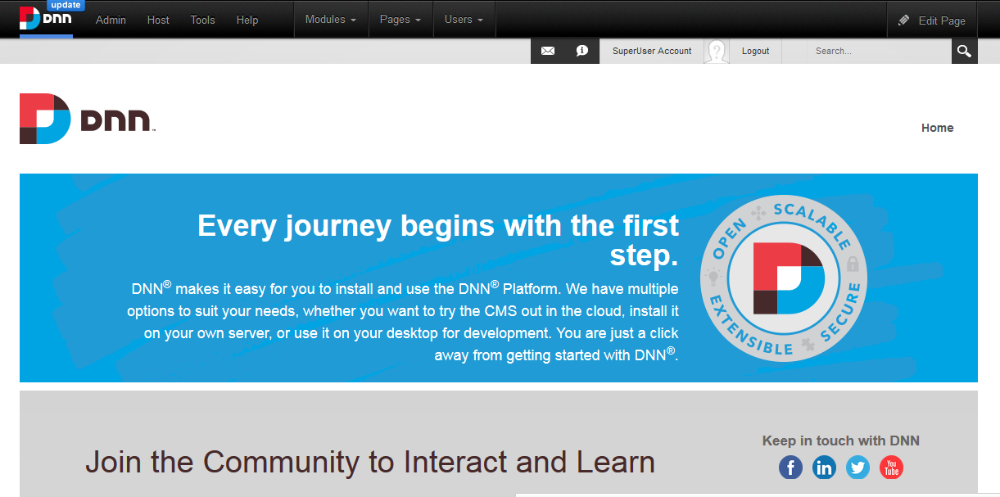 update
DNN
Admin Host Tools Help Modules Pages Users Edit Page
SuperUser Account Logout Search...
DNN™
Home
Every journey begins with the first
step.
DNN® makes it easy for you to install and use the DNN® Platform. We have multiple
options to suit your needs, whether you want to try the CMS out in the cloud, install it
on your own server, or use it on your desktop for development. You are just a click
away from getting started with DNN®.
OPEN SCALABLE
EXTENSIBLE SECURE
Keep in touch with DNN
Join the Community to Interact and Learn
f in You Tube